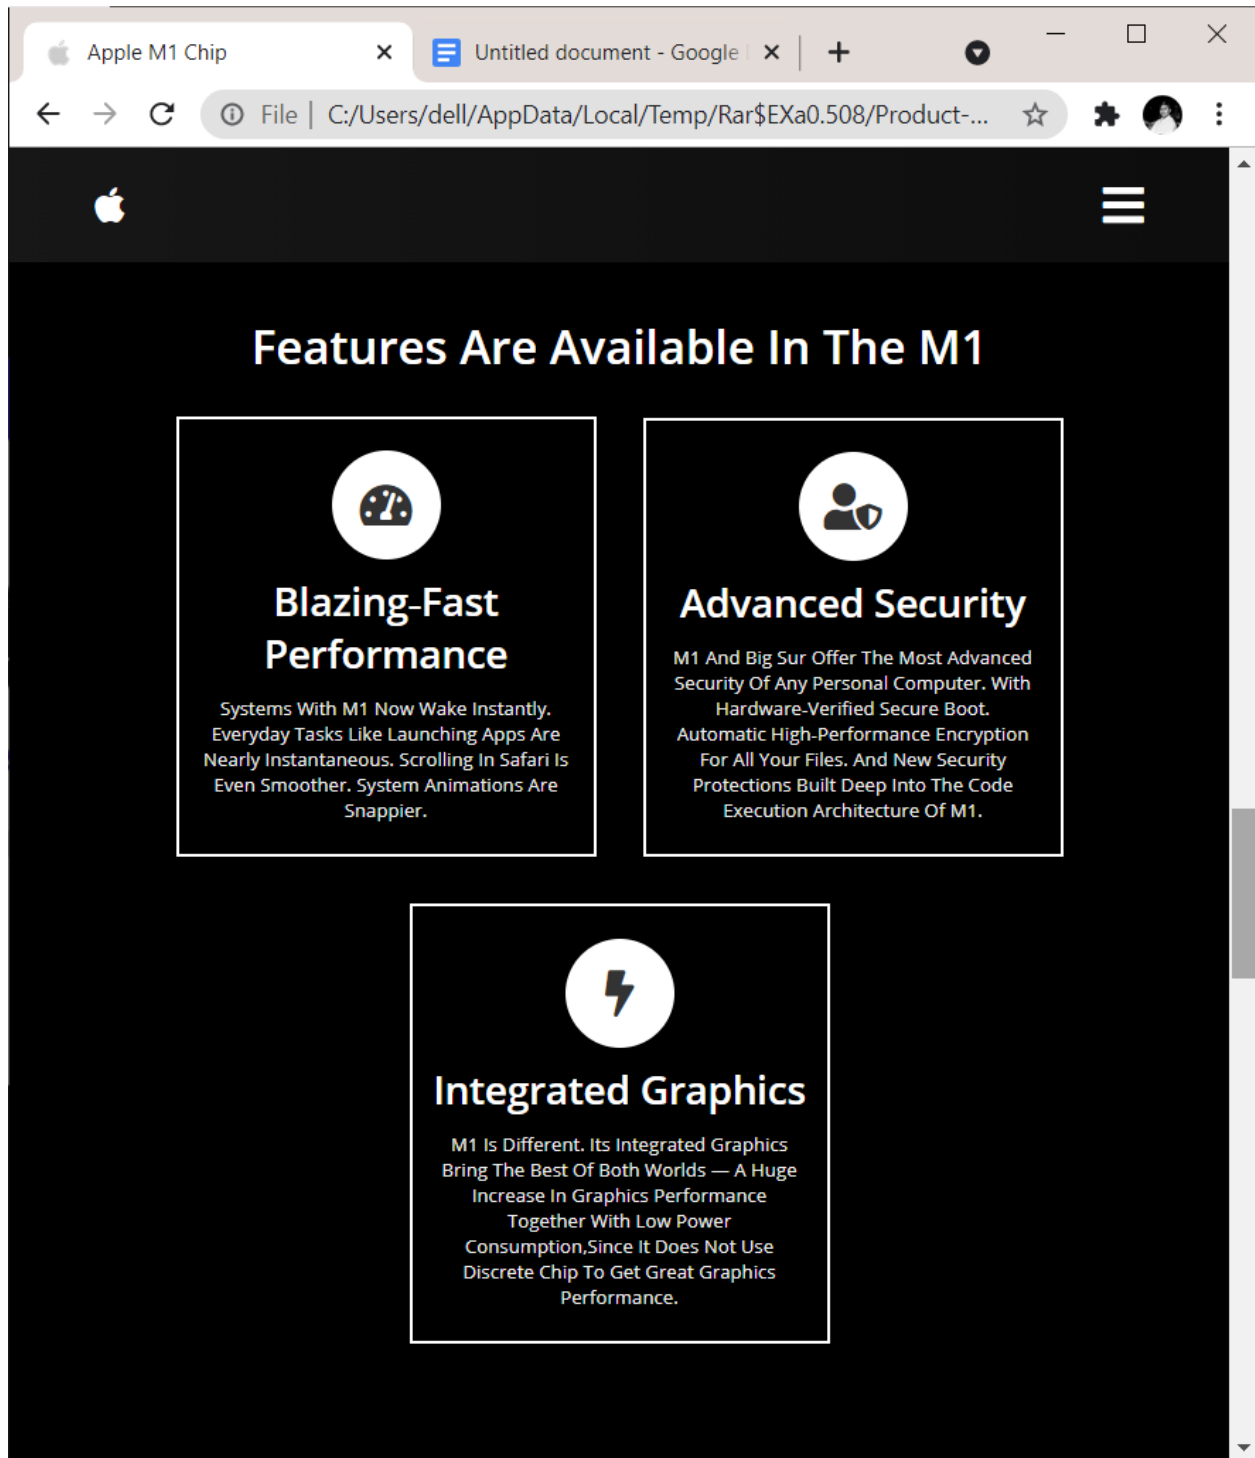 Apple M1 Chip
Untitled document - Google
File | C:/Users/dell/AppData/Local/Temp/Rar$EXa0.508/Product-...
Features Are Available In The M1
Blazing-Fast
Performance
Systems With M1 Now Wake Instantly.
Everyday Tasks Like Launching Apps Are
Nearly Instantaneous. Scrolling In Safari Is
Even Smoother. System Animations Are
Snappier.
Advanced Security
M1 And Big Sur Offer The Most Advanced
Security Of Any Personal Computer. With
Hardware-Verified Secure Boot.
Automatic High-Performance Encryption
For All Your Files. And New Security
Protections Built Deep Into The Code
Execution Architecture Of M1.
Integrated Graphics
M1 Is Different. Its Integrated Graphics
Bring The Best Of Both Worlds — A Huge
Increase In Graphics Performance
Together With Low Power
Consumption,Since It Does Not Use
Discrete Chip To Get Great Graphics
Performance.